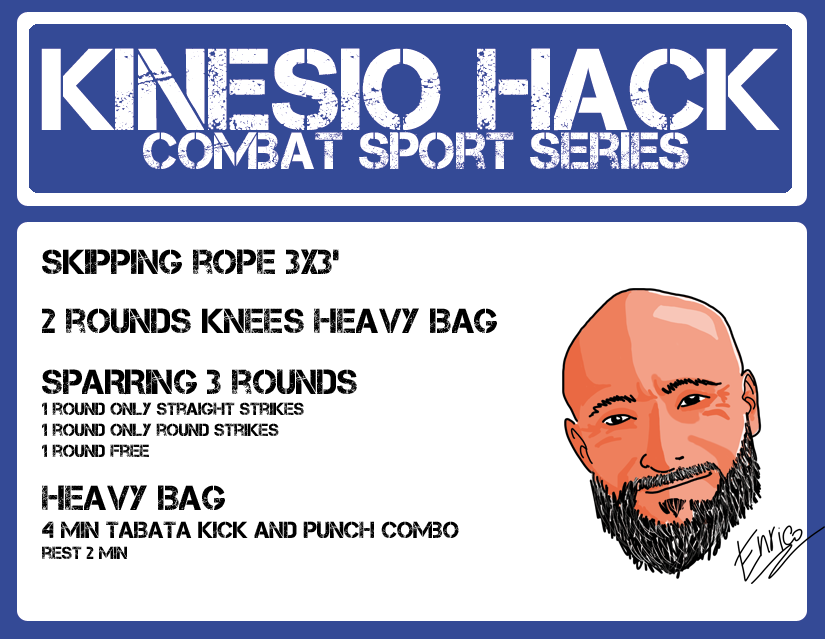 KINESIO HACK
COMBAT SPORT SERIES
SKIPPING ROPE 3X3'
2 ROUNDS KNEES HEAVY BAG
SPARRING 3 ROUNDS
1 ROUND ONLY STRAIGHT STRIKES
1 ROUND ONLY ROUND STRIKES
1 ROUND FREE
HEAVY BAG
4 MIN TABATA KICK AND PUNCH COMBO
REST 2 MIN
Enrico